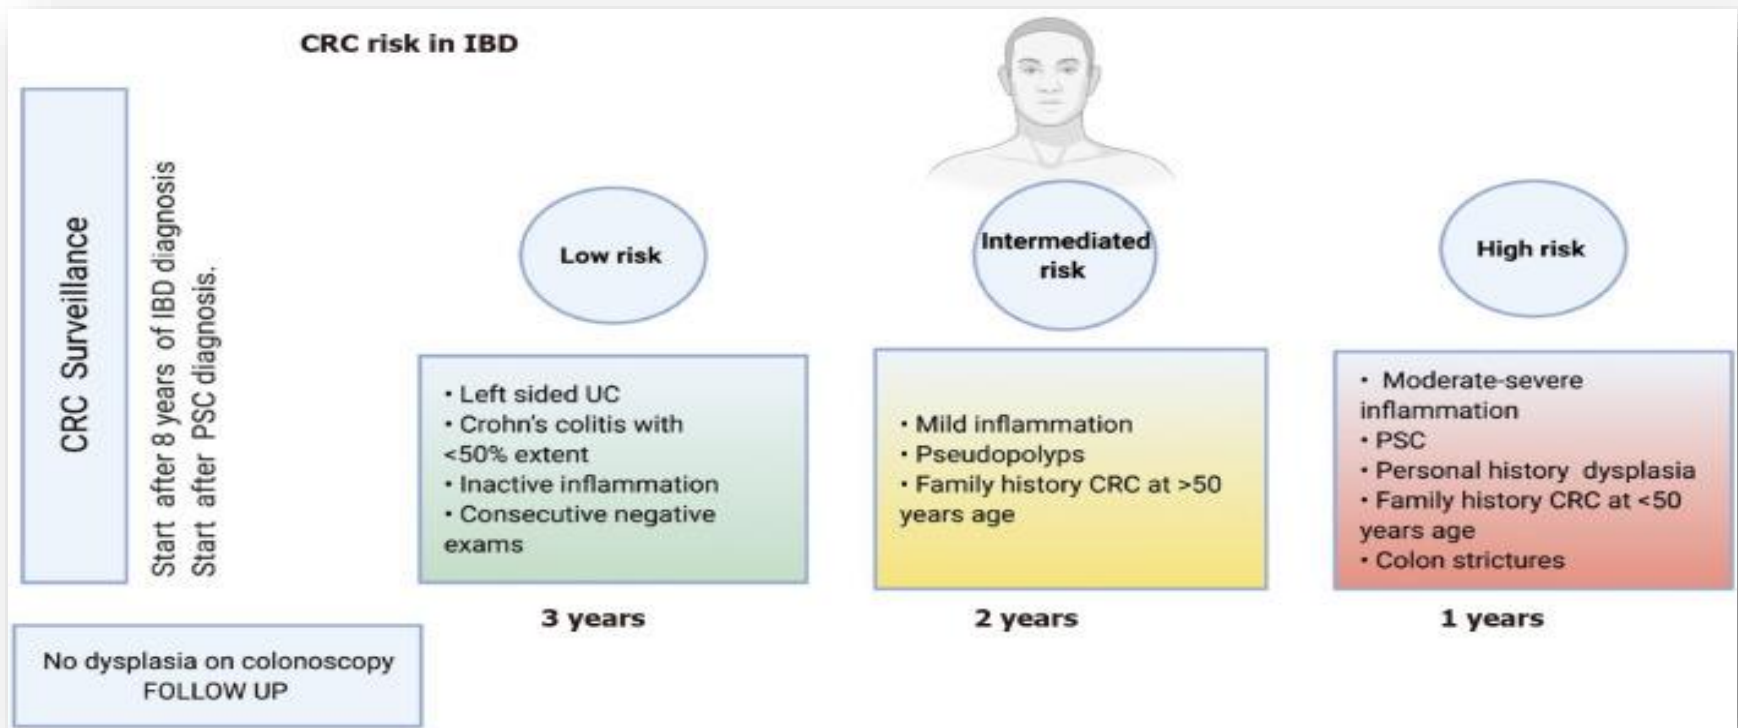 CRC risk in IBD
CRC Surveillance
Start after 8 years of IBD diagnosis
Start after PSC diagnosis.
Low risk
• Left sided UC
• Crohn's colitis with
<50% extent
• Inactive inflammation
• Consecutive negative
exams
3 years
Intermediated
risk
• Mild inflammation
• Pseudopolyps
• Family history CRC at >50
years age
2 years
High risk
• Moderate-severe
inflammation
• PSC
• Personal history dysplasia
• Family history CRC at <50
years age
• Colon strictures
1 years
No dysplasia on colonoscopy
FOLLOW UP